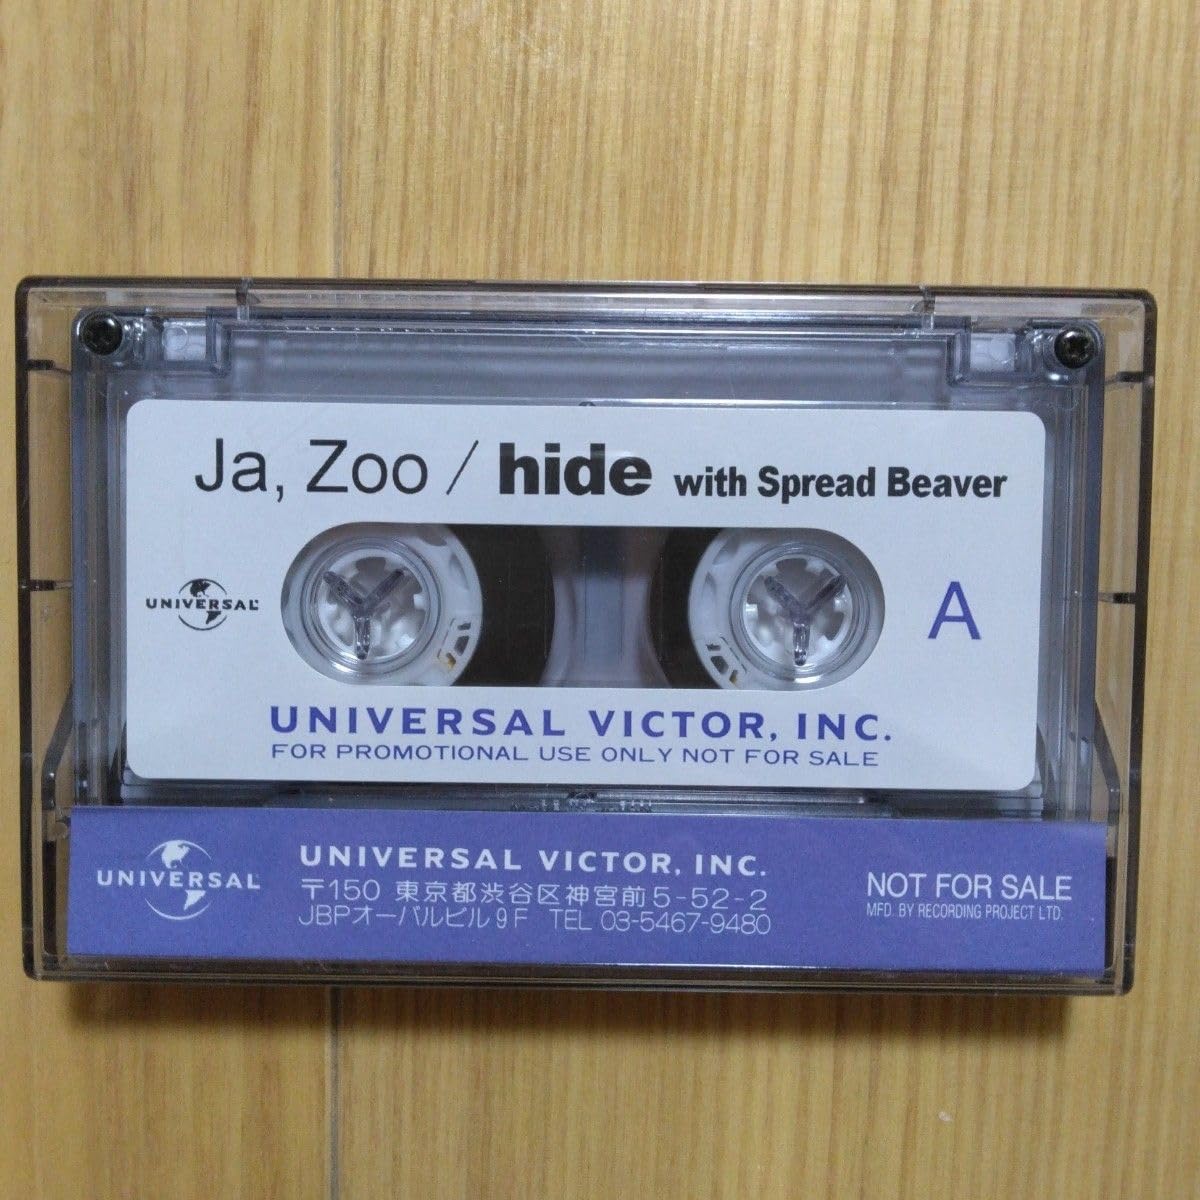 Ja, Zoo / hide with Spread Beaver
UNIVERSAL
A
UNIVERSAL VICTOR, INC.
FOR PROMOTIONAL USE ONLY NOT FOR SALE
UNIVERSAL
UNIVERSAL VICTOR, INC.
〒150 東京都渋谷区神宮前5-52-2
JBPオーバルビル9F TEL 03-5467-9480
NOT FOR SALE
MFD. BY RECORDING PROJECT LTD.